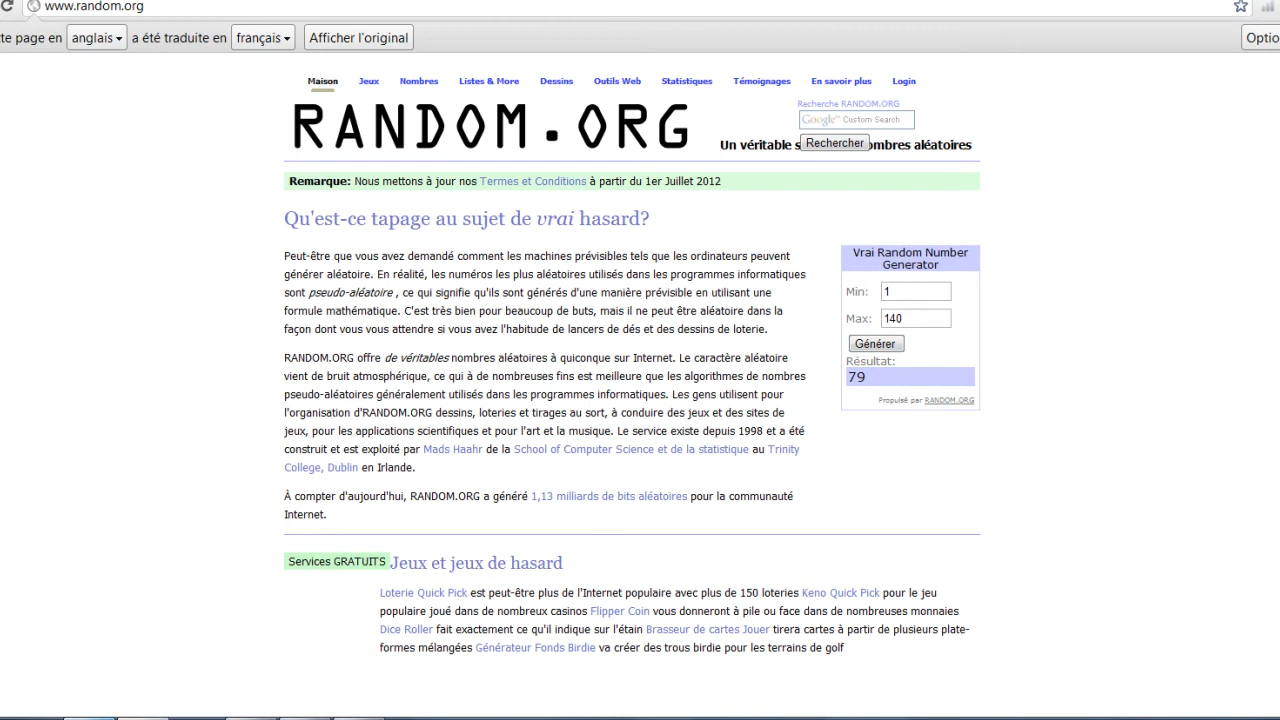 www.random.org
te page en anglais a été traduite en français Afficher l'original Optio
Maison Jeux Nombres Listes & More Dessins Outils Web Statistiques Témoignages En savoir plus Login
Recherche RANDOM.ORG
Google™ Custom Search
RANDOM.ORG
Un véritable s Rechercher ombres aléatoires
Remarque: Nous mettons à jour nos Termes et Conditions à partir du 1er Juillet 2012
Qu'est-ce tapage au sujet de vrai hasard?
Peut-être que vous avez demandé comment les machines prévisibles tels que les ordinateurs peuvent
générer aléatoire. En réalité, les numéros les plus aléatoires utilisés dans les programmes informatiques
sont pseudo-aléatoire , ce qui signifie qu'ils sont générés d'une manière prévisible en utilisant une
formule mathématique. C'est très bien pour beaucoup de buts, mais il ne peut être aléatoire dans la
façon dont vous vous attendre si vous avez l'habitude de lancers de dés et des dessins de loterie.
RANDOM.ORG offre de véritables nombres aléatoires à quiconque sur Internet. Le caractère aléatoire
vient de bruit atmosphérique, ce qui à de nombreuses fins est meilleure que les algorithmes de nombres
pseudo-aléatoires généralement utilisés dans les programmes informatiques. Les gens utilisent pour
l'organisation d'RANDOM.ORG dessins, loteries et tirages au sort, à conduire des jeux et des sites de
jeux, pour les applications scientifiques et pour l'art et la musique. Le service existe depuis 1998 et a été
construit et est exploité par Mads Haahr de la School of Computer Science et de la statistique au Trinity
College, Dublin en Irlande.
À compter d'aujourd'hui, RANDOM.ORG a généré 1,13 milliards de bits aléatoires pour la communauté
Internet.
Vrai Random Number
Generator
Min: 1
Max: 140
Générer
Résultat:
79
Propulsé par RANDOM.ORG
Services GRATUITS Jeux et jeux de hasard
Loterie Quick Pick est peut-être plus de l'Internet populaire avec plus de 150 loteries Keno Quick Pick pour le jeu
populaire joué dans de nombreux casinos Flipper Coin vous donneront à pile ou face dans de nombreuses monnaies
Dice Roller fait exactement ce qu'il indique sur l'étain Brasseur de cartes Jouer tirera cartes à partir de plusieurs plate-
formes mélangées Générateur Fonds Birdie va créer des trous birdie pour les terrains de golf